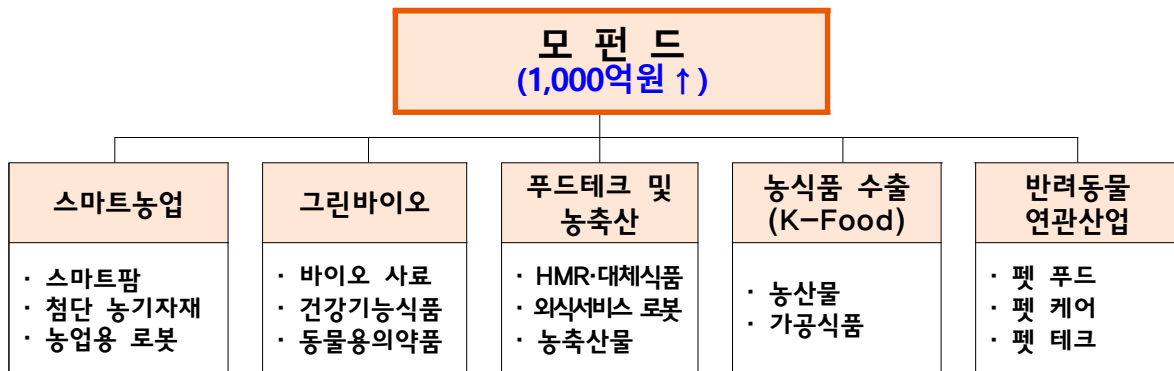 모 펀 드
(1,000억원 ↑)
스마트농업
· 스마트팜
· 첨단 농기자재
· 농업용 로봇
그린바이오
· 바이오 사료
· 건강기능식품
· 동물용의약품
푸드테크 및
농축산
· HMR·대체식품
· 외식서비스 로봇
· 농축산물
농식품 수출
(K-Food)
· 농산물
· 가공식품
반려동물
연관산업
· 펫 푸드
· 펫 케어
· 펫 테크